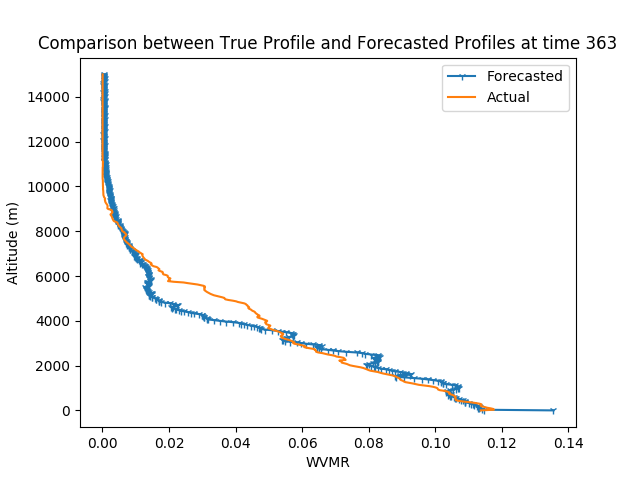 Comparison between True Profile and Forecasted Profiles at time 363
Forecasted
Actual
14000
12000
10000
8000
6000
4000
2000
0
Altitude (m)
0.00 0.02 0.04 0.06 0.08 0.10 0.12 0.14
WVMR